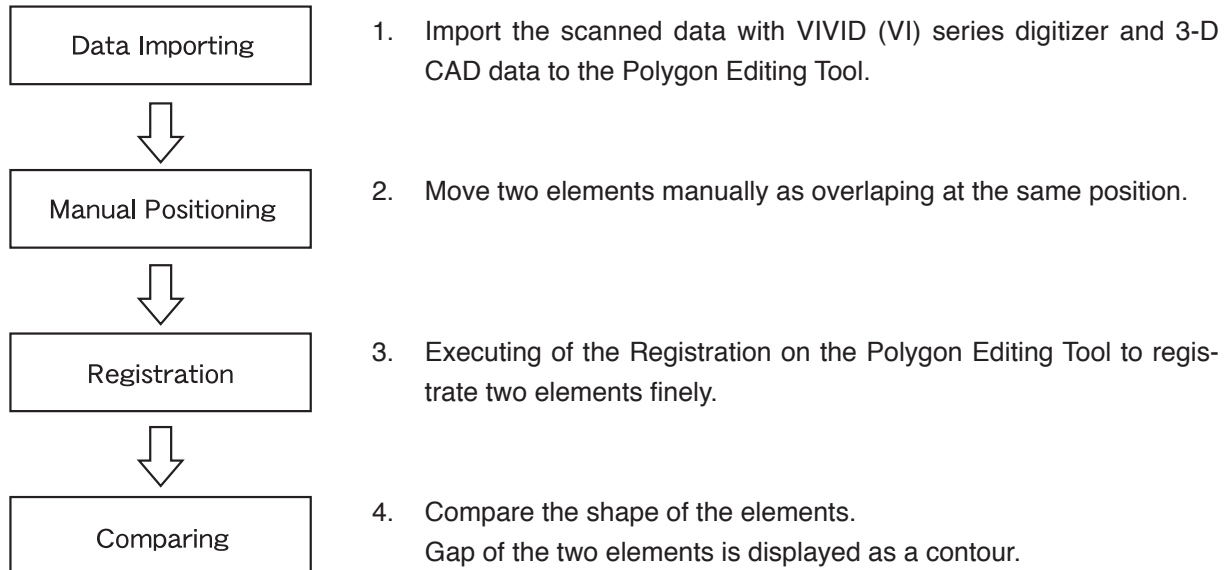 Data Importing
1. Import the scanned data with VIVID (VI) series digitizer and 3-D
CAD data to the Polygon Editing Tool.
Manual Positioning
2. Move two elements manually as overlaping at the same position.
Registration
3. Executing of the Registration on the Polygon Editing Tool to regis-
trate two elements finely.
Comparing
4. Compare the shape of the elements.
Gap of the two elements is displayed as a contour.